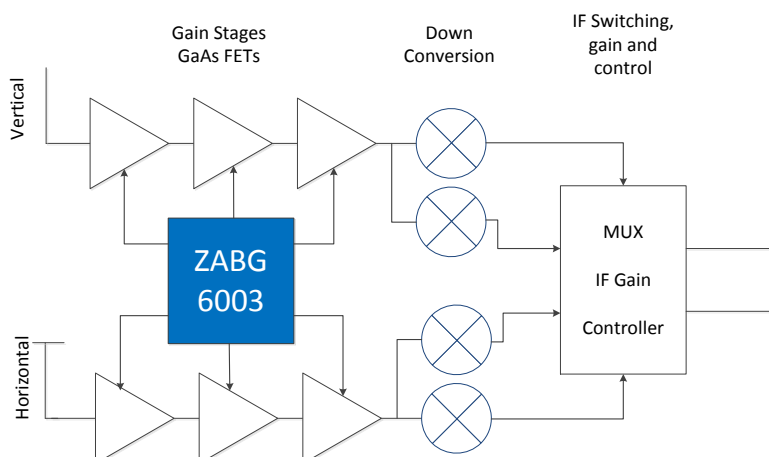 Gain Stages
GaAs FETs
Down
Conversion
IF Switching,
gain and
control
Vertical
ZABG
6003
MUX
IF Gain
Controller
Horizontal